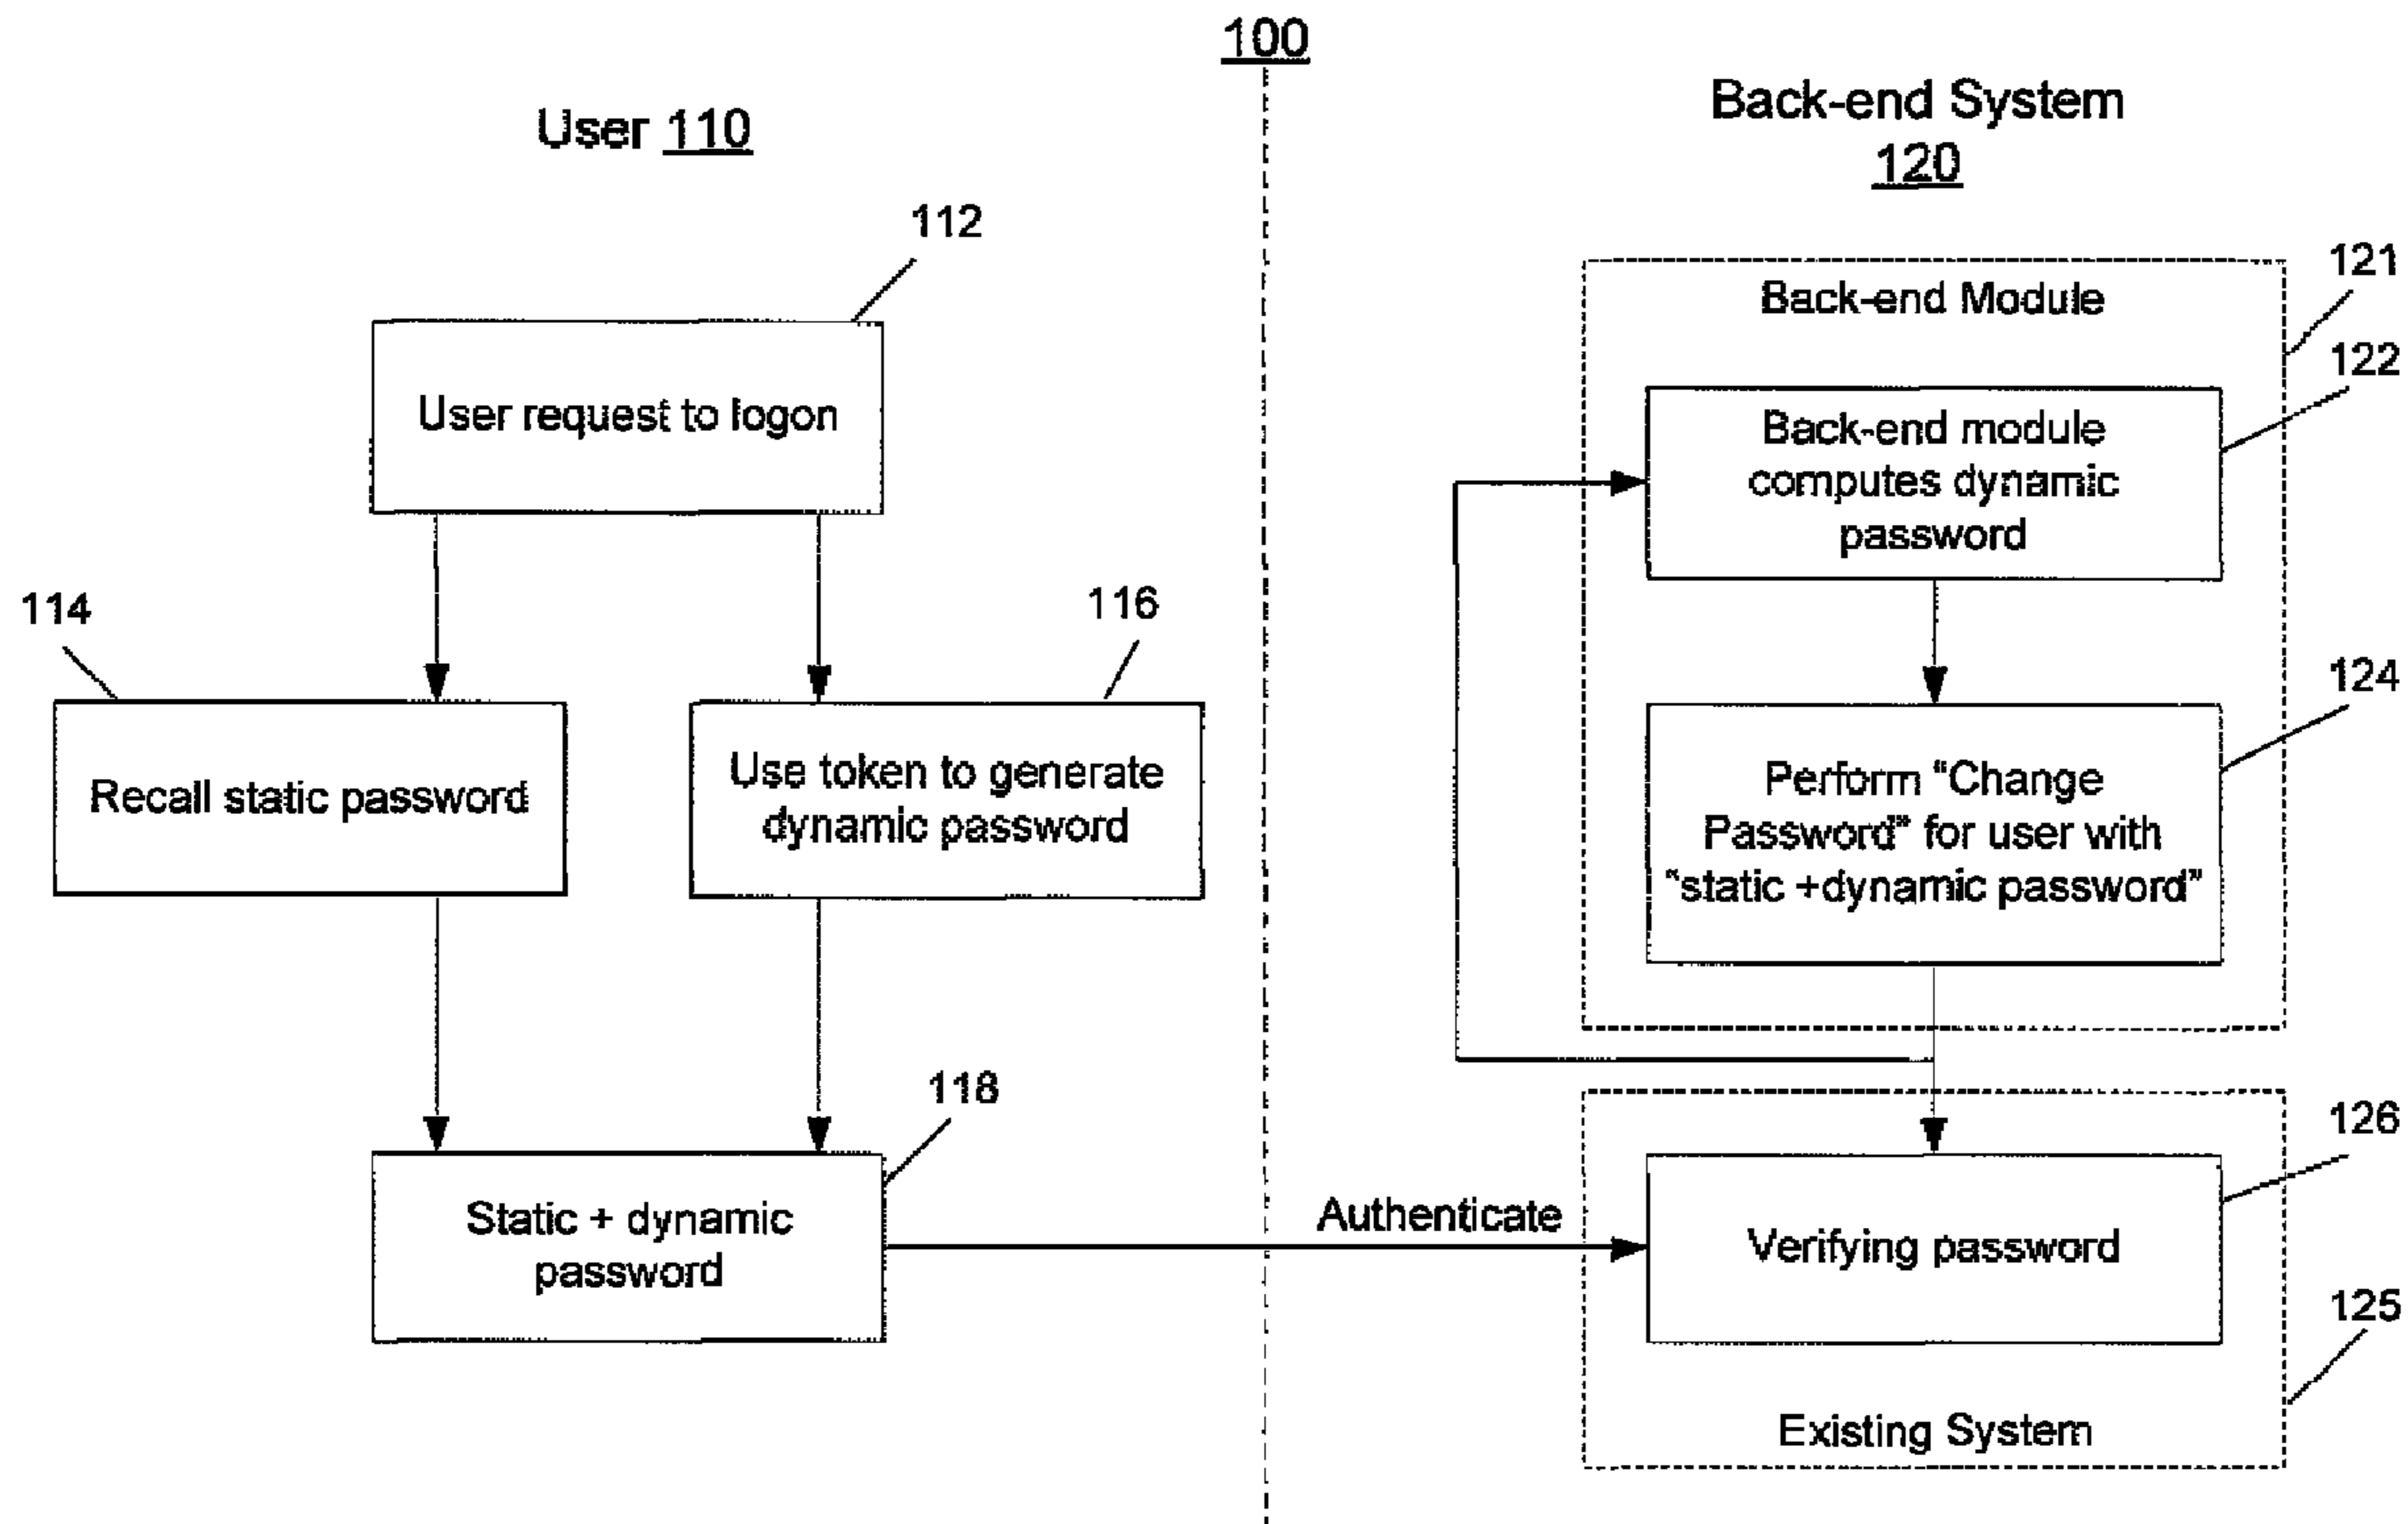 100
User 110
Back-end System
120
112
User request to logon
114
Recall static password
116
Use token to generate
dynamic password
118
Static + dynamic
password
Authenticate
121
Back-end Module
122
Back-end module
computes dynamic
password
124
Perform “Change
Password” for user with
“static +dynamic password”
126
Verifying password
125
Existing System